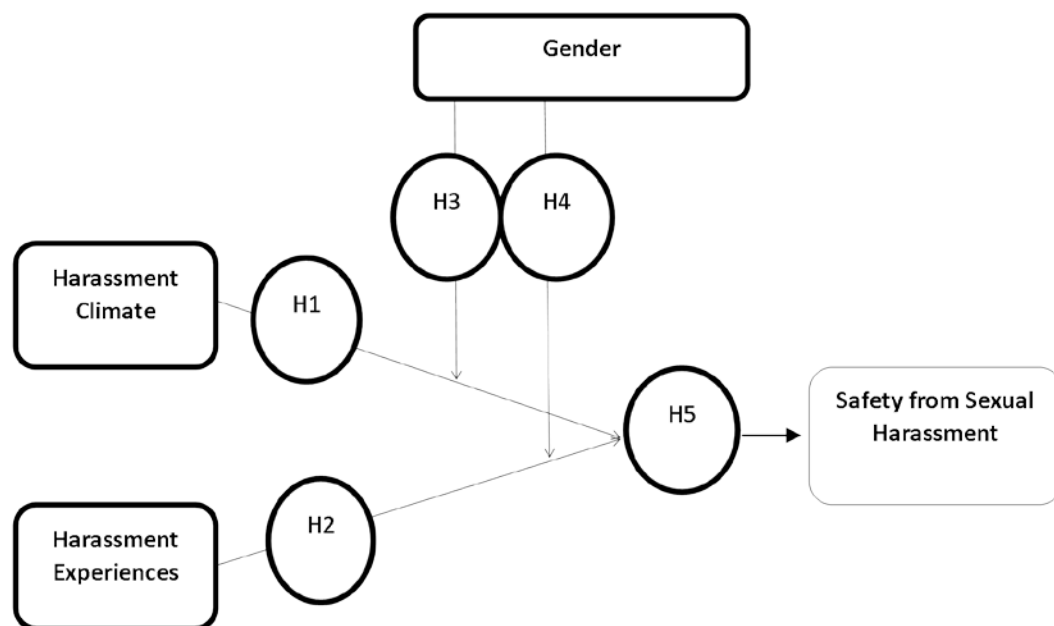 Gender
H3
H4
Harassment
Climate
H1
H5
Safety from Sexual
Harassment
H2
Harassment
Experiences